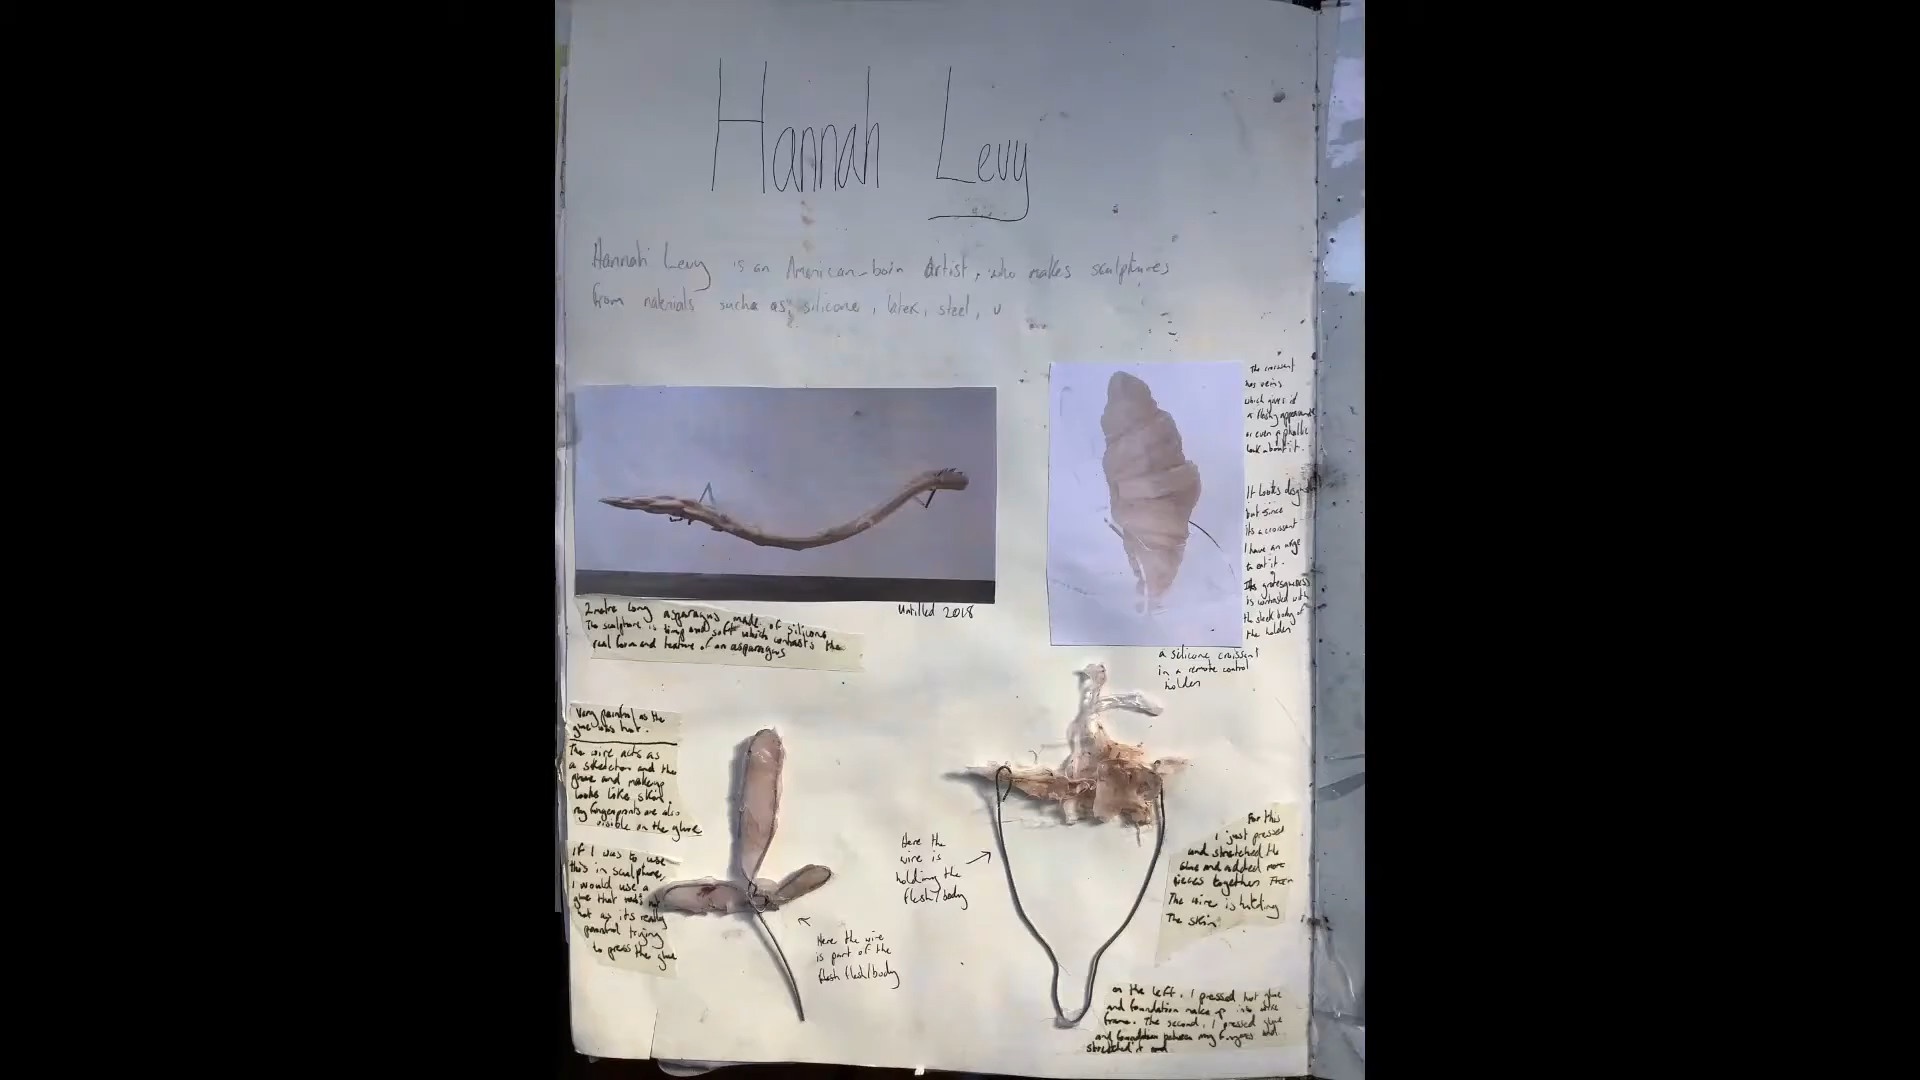 Hannah Levy
Hannah Levy is an American-born Artist, who makes sculptures
from materials sucha as, silicone, latex, steel, v
The croissant
has veins
which gives it
a fleshy appearance
or even a phallic
look about it.
It looks
but since
its a croissant
I have an urge
to eat it.
Its grotesqueness
is contrasted with
the sleek body of
the holder
2 metre long asparagus made of silicone
The sculpture is limp and soft which contrasts the
real form and texture of an asparagus
Untilled 2018
a silicone croissant
in a remote control
holder
Very painful as the
glue was hot.
The wire acts as
a skeleton and the
glue and makeup
looks like skin.
my fingerprints are also
visible on the glue
If I was to use
this in sculpture,
I would use a
glue that not
hot as its really
painful trying
to press the glue
Here the wire
is part of the
flesh flesh/body
Here the
wire is
holding the
flesh/body
For this
I just pressed
and stretched the
glue and added more
pieces together
The wire is holding
The skin
on the left, I pressed hot glue
and foundation make up into wire
frame. The second, I pressed glue
and foundation between my fingers and
stretched it and